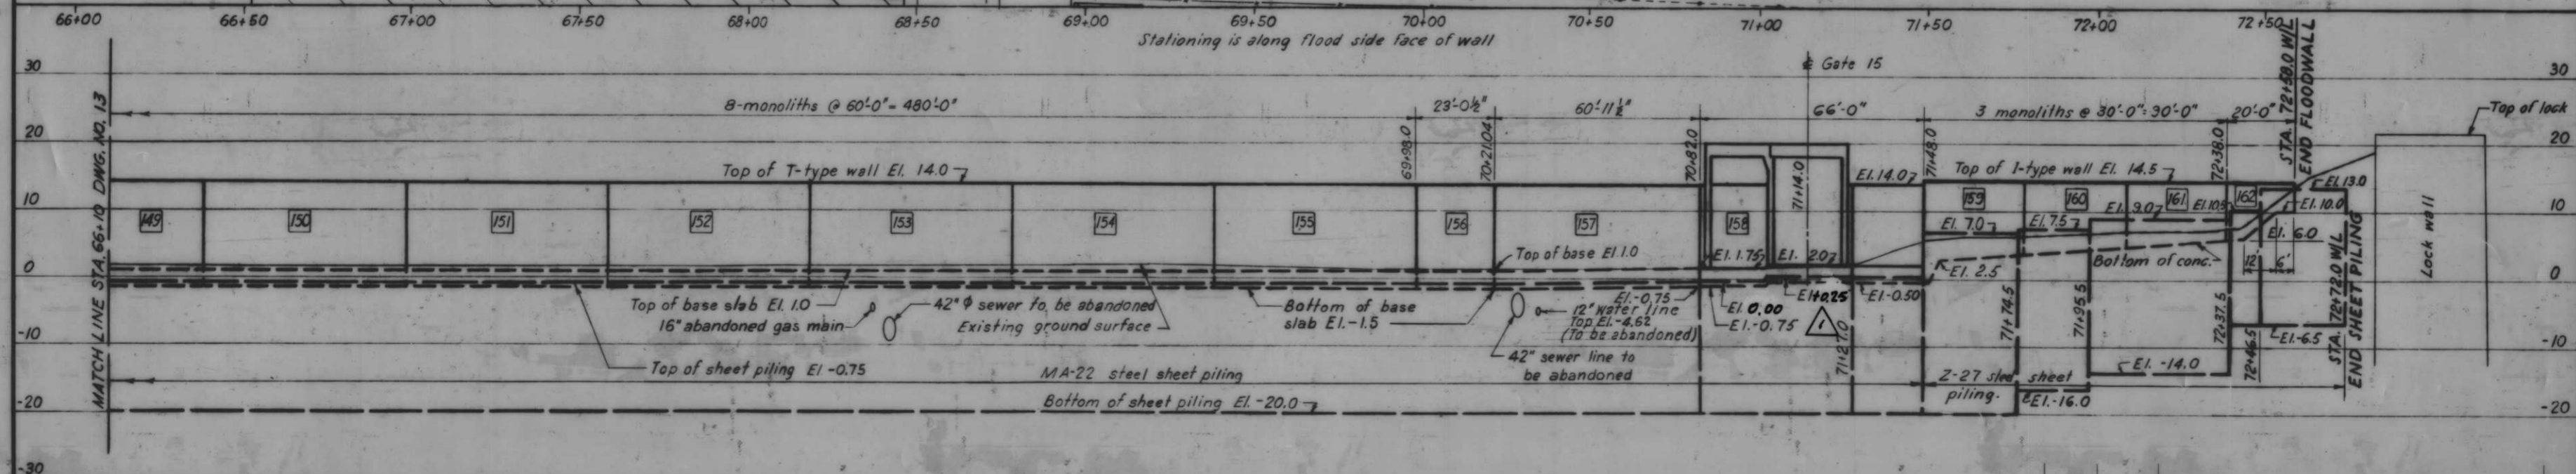 66+00 66+50 67+00 67+50 68+00 68+50 69+00 69+50 70+00 70+50 71+00 71+50 72+00 72+50
Stationing is along flood side face of wall
STA. 72+58.0 W/L
END FLOODWALL
℄ Gate 15
30 30
8-monoliths @ 60'-0" = 480'-0"
23'-0½"
60'-11½"
66'-0"
3 monoliths @ 30'-0" = 90'-0"
20'-0"
Top of lock
20 20
MATCH LINE STA. 66+10 DWG. NO. 13
69+98.0
70+21.04
70+82.0
71+14.0
71+48.0
72+38.0
Top of T-type wall El. 14.0
El. 14.0
Top of I-type wall El. 14.5
El. 13.0
10 10
149 150 151 152 153 154 155 156 157 158 159 160 161 162
El. 7.0
El. 7.5
El. 9.0
El. 10.5
El. 10.0
El. 6.0
Top of base El. 1.0
El. 1.75
El. 2.0
El. 2.5
Bottom of conc.
12'
6'
Lock wall
0 0
Top of base slab El. 1.0
16" abandoned gas main
42" φ sewer to be abandoned
Existing ground surface
Bottom of base
slab El. -1.5
El. -0.75
12" water line
Top El. -4.62
(To be abandoned)
El. 0.00
El. -0.75
El +0.25
1
El. -0.50
42" sewer line to
be abandoned
71+27.0
71+74.5
71+95.5
72+37.5
72+46.5
El. -6.5
STA. 72+72.0 W/L
END SHEET PILING
-10 -10
Top of sheet piling El -0.75
MA-22 steel sheet piling
Z-27 steel sheet
piling.
El. -14.0
El. -16.0
Bottom of sheet piling El. -20.0
-20 -20
-30